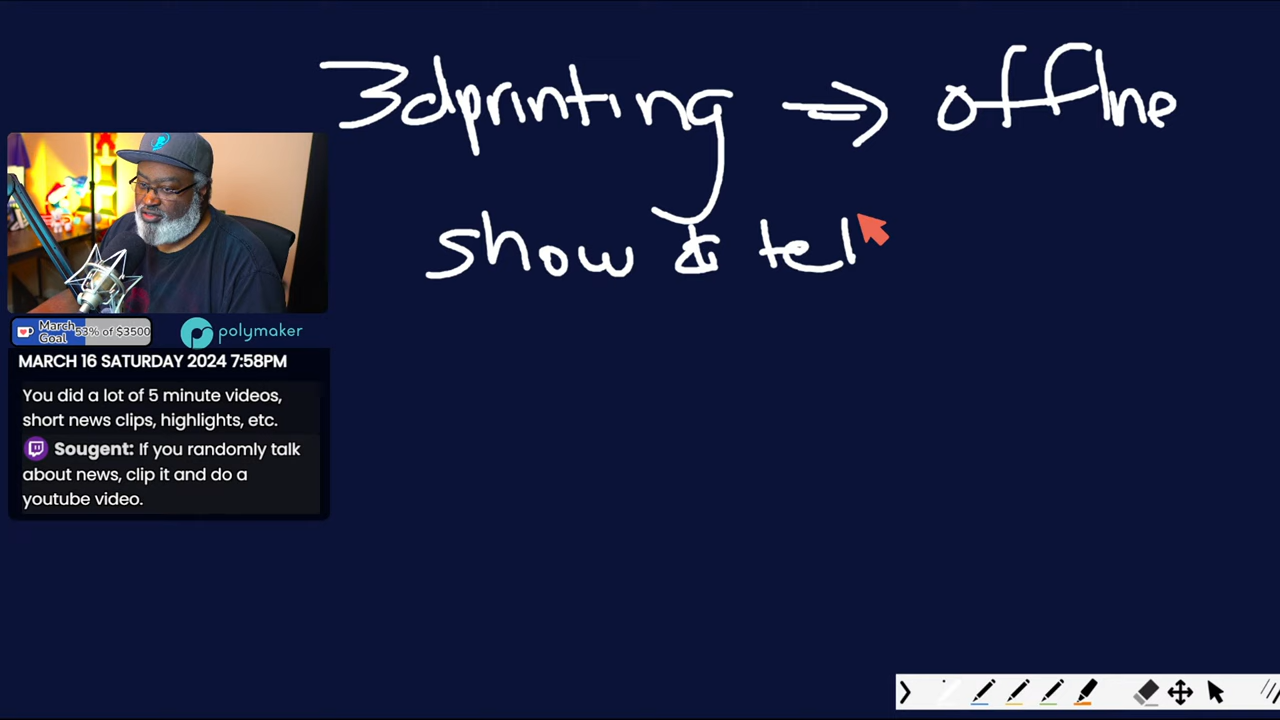 3dprinting => offlne
show & tel
March
Goal
53% of $3500
polymaker
MARCH 16 SATURDAY 2024 7:58PM
You did a lot of 5 minute videos,
short news clips, highlights, etc.
Sougent: If you randomly talk
about news, clip it and do a
youtube video.